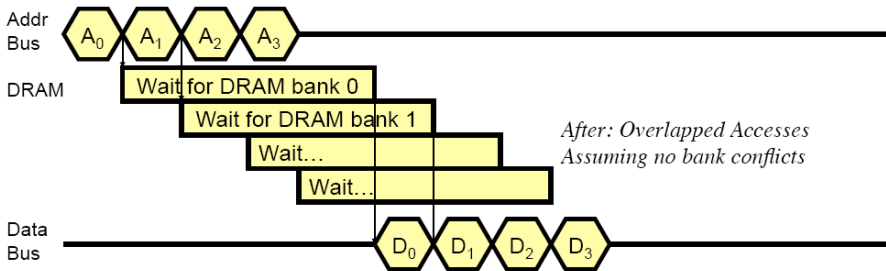 Addr
Bus
A0 A1 A2 A3
DRAM
Wait for DRAM bank 0
Wait for DRAM bank 1
Wait…
Wait…
After: Overlapped Accesses
Assuming no bank conflicts
Data
Bus
D0 D1 D2 D3